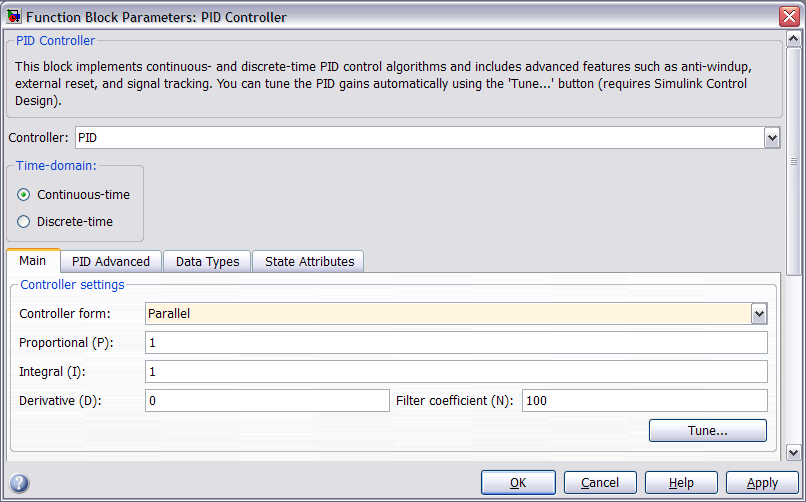 Function Block Parameters: PID Controller
PID Controller
This block implements continuous- and discrete-time PID control algorithms and includes advanced features such as anti-windup,
external reset, and signal tracking. You can tune the PID gains automatically using the 'Tune...' button (requires Simulink Control
Design).
Controller: PID
Time-domain:
Continuous-time
Discrete-time
Main PID Advanced Data Types State Attributes
Controller settings
Controller form: Parallel
Proportional (P): 1
Integral (I): 1
Derivative (D): 0 Filter coefficient (N): 100
Tune...
? OK Cancel Help Apply